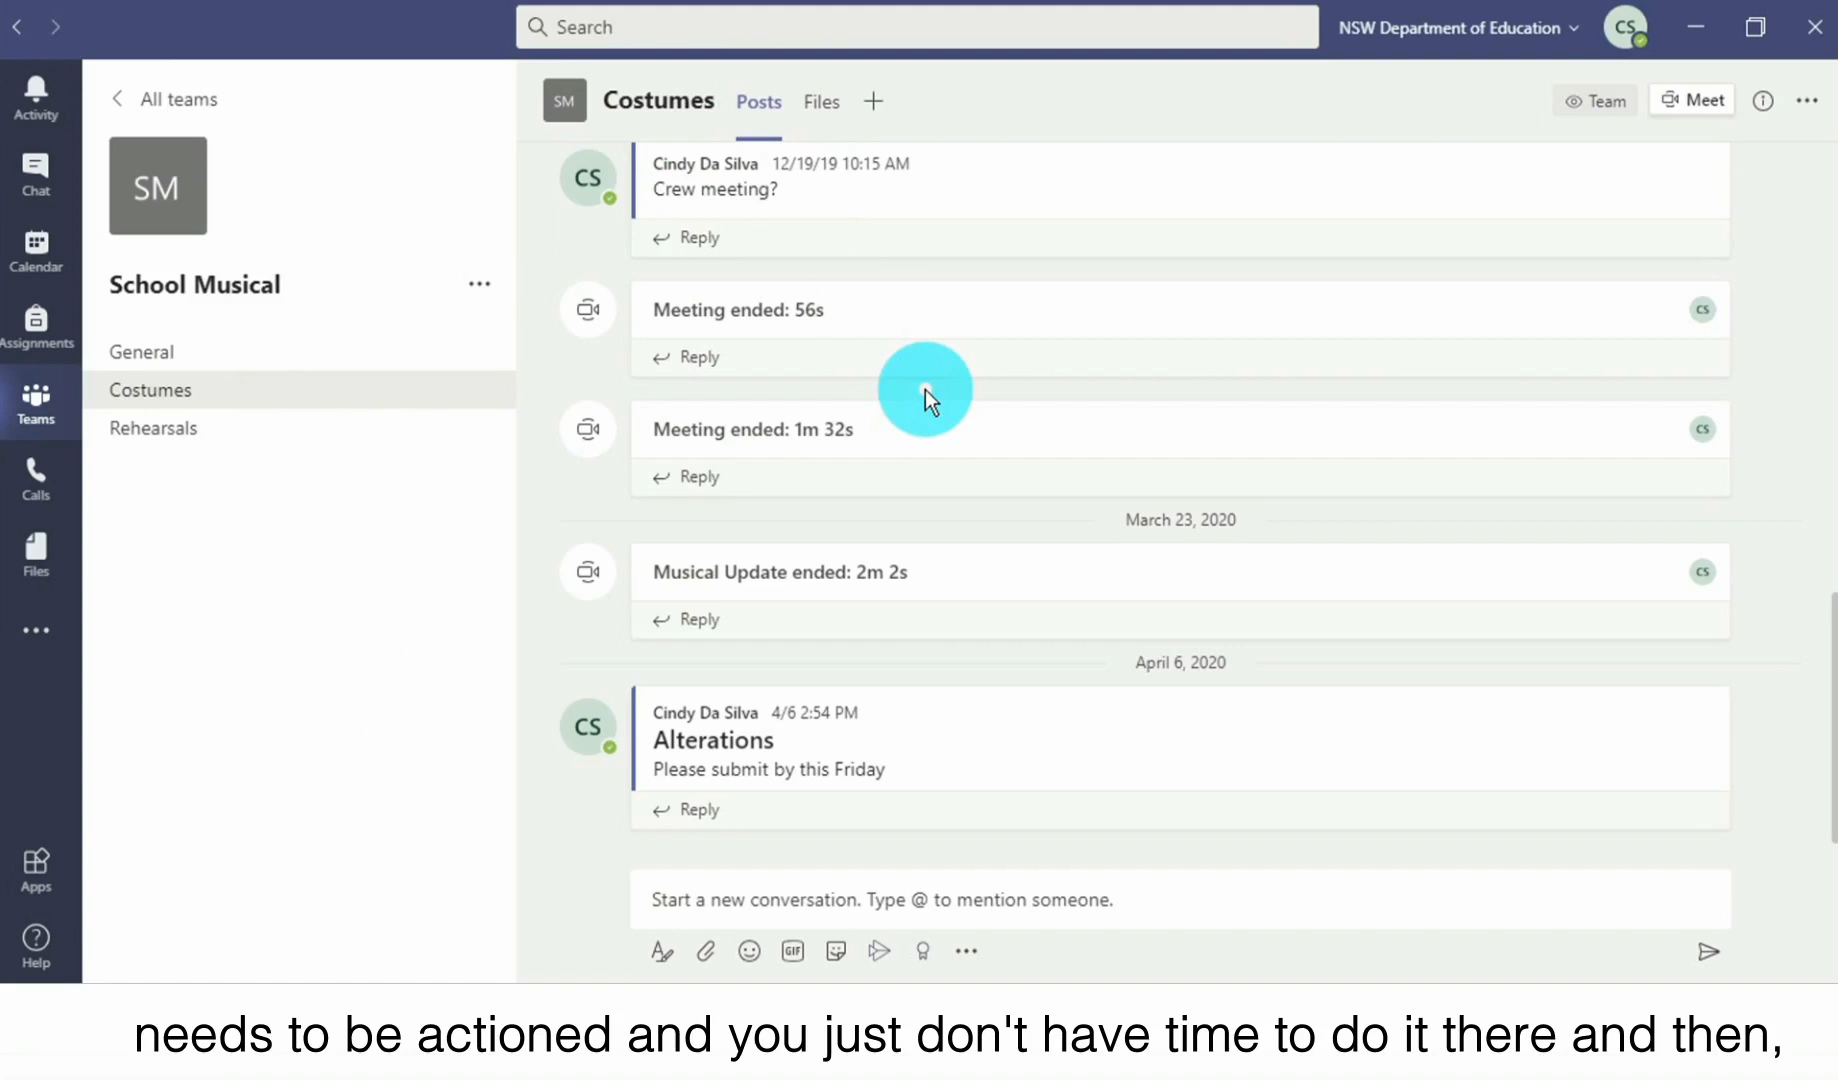 Search
NSW Department of Education
CS
Activity
Chat
Calendar
Assignments
Teams
Calls
Files
Apps
Help
All teams
SM
School Musical
General
Costumes
Rehearsals
SM
Costumes
Posts
Files
Team
Meet
CS
Cindy Da Silva 12/19/19 10:15 AM
Crew meeting?
Reply
Meeting ended: 56s
CS
Reply
Meeting ended: 1m 32s
CS
Reply
March 23, 2020
Musical Update ended: 2m 2s
CS
Reply
April 6, 2020
CS
Cindy Da Silva 4/6 2:54 PM
Alterations
Please submit by this Friday
Reply
Start a new conversation. Type @ to mention someone.
GIF
needs to be actioned and you just don't have time to do it there and then,